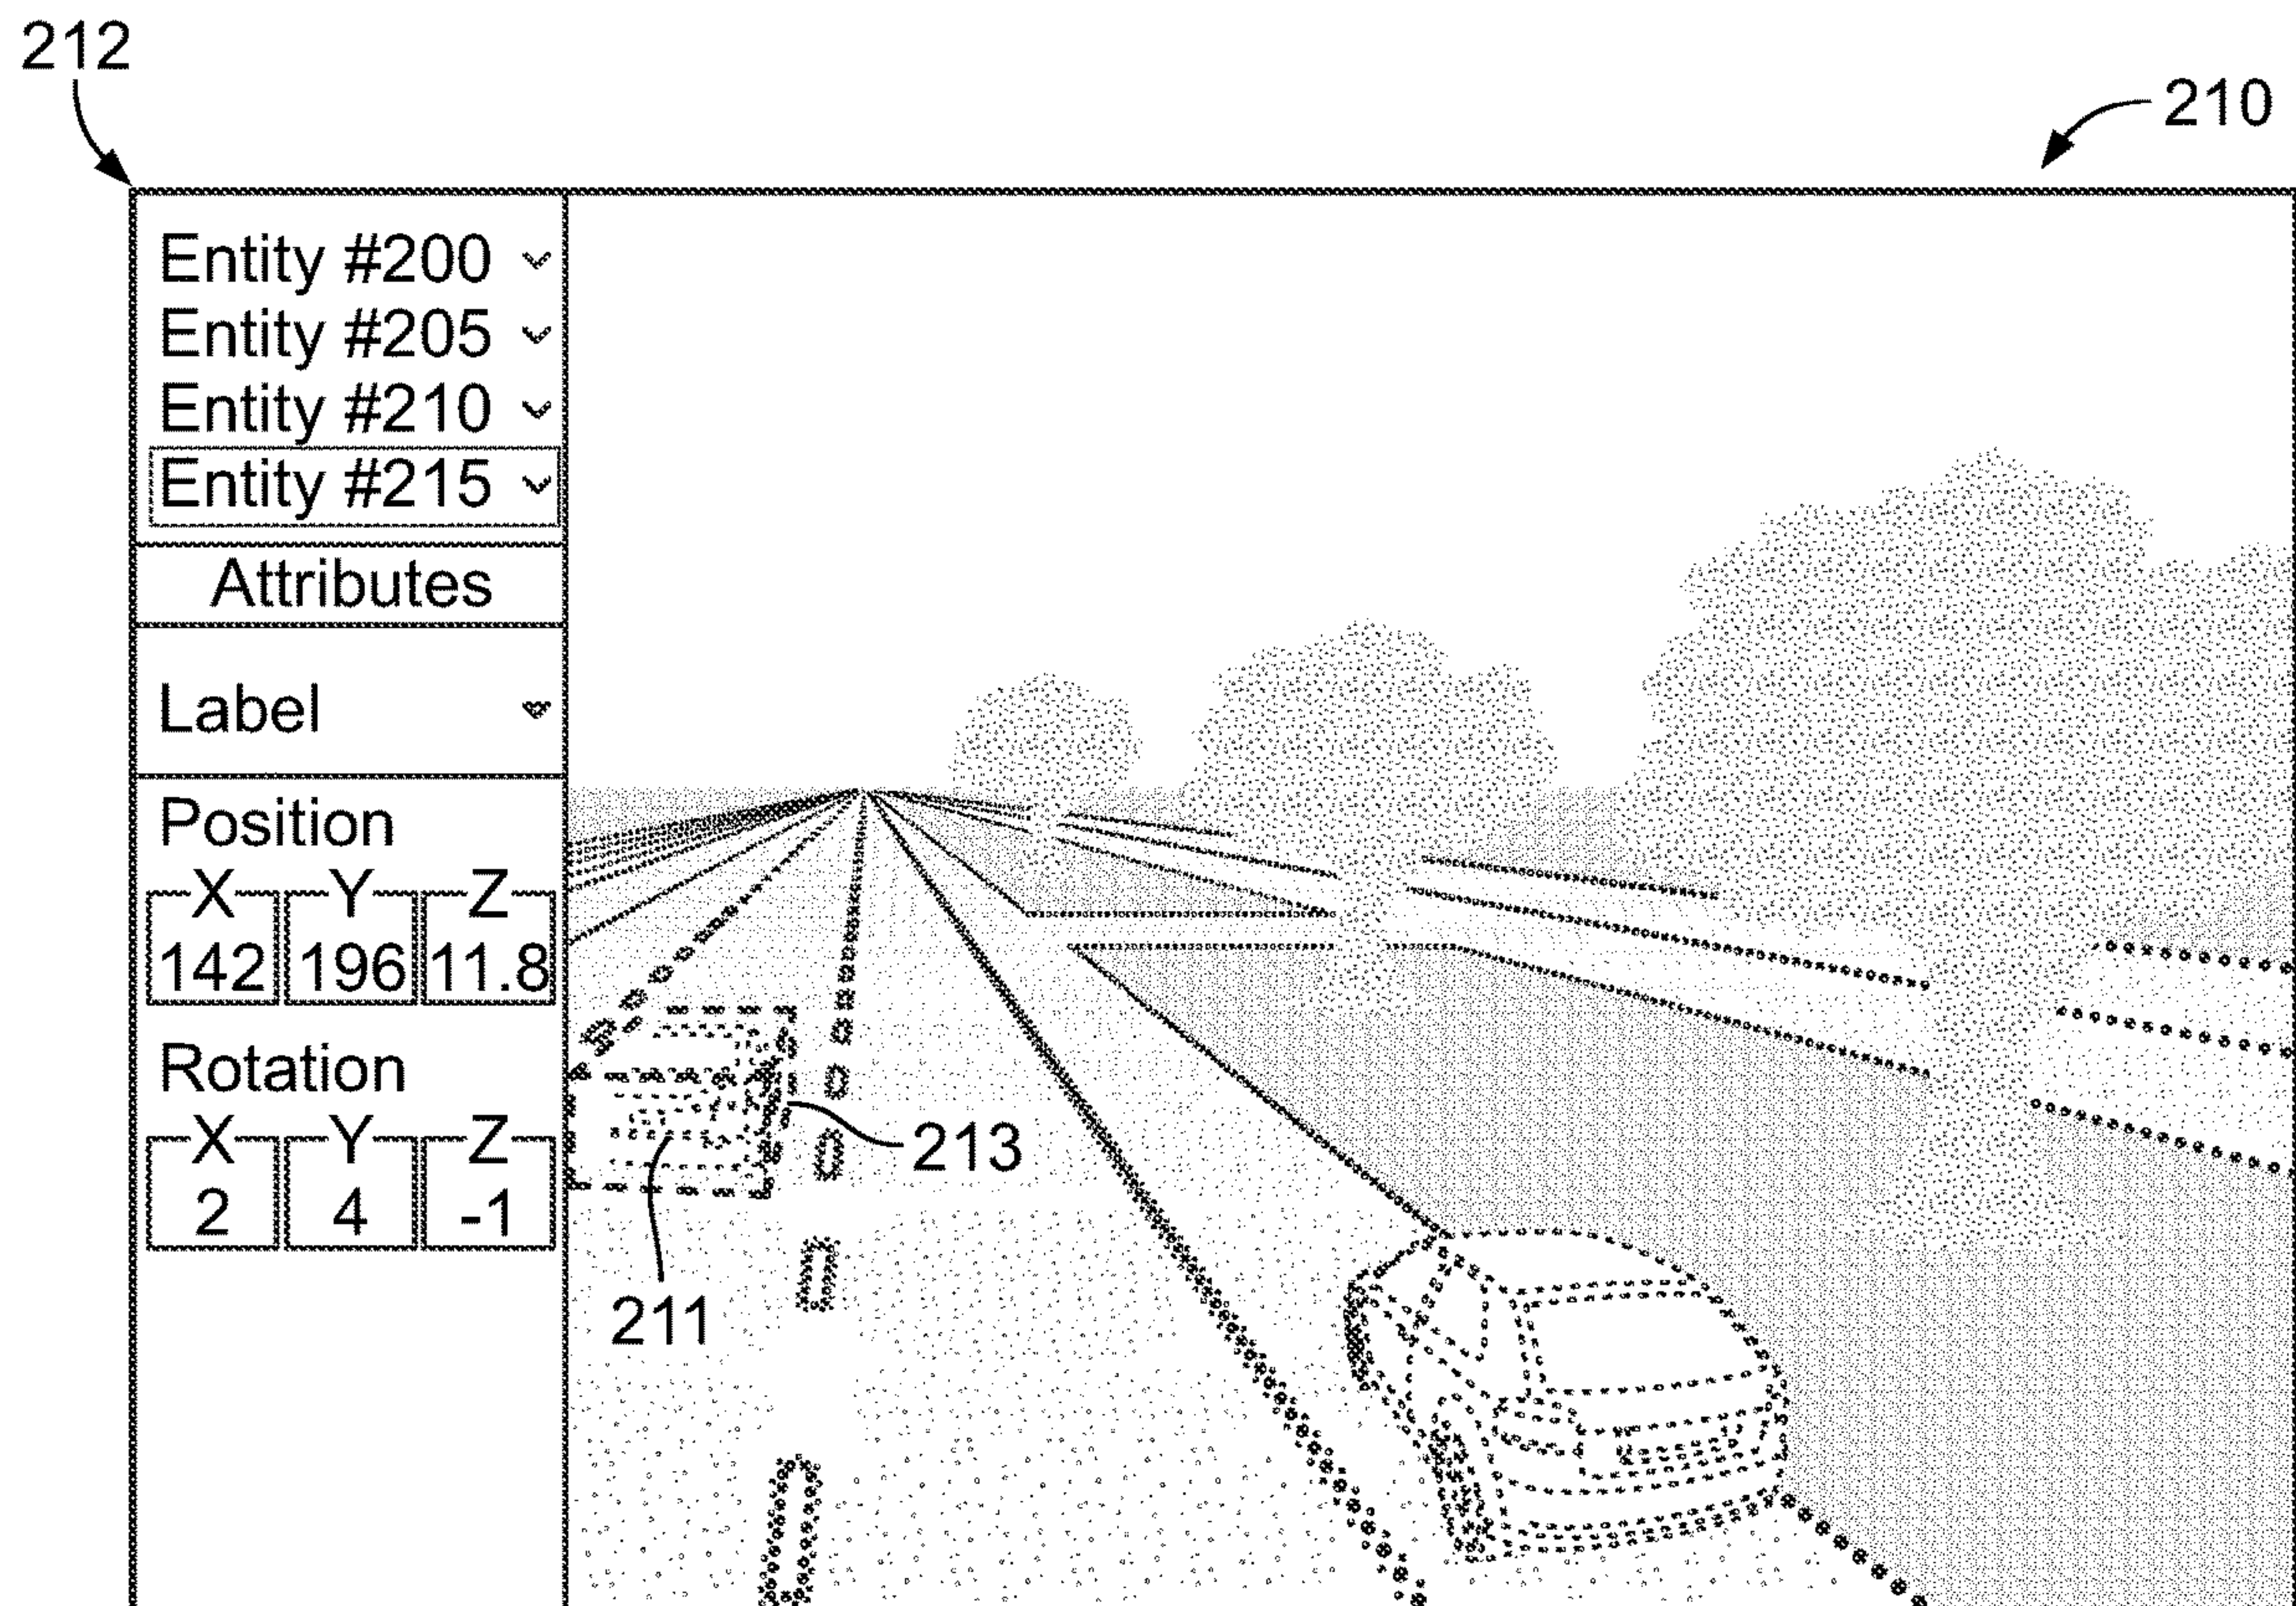 212
210
Entity #200
Entity #205
Entity #210
Entity #215
Attributes
Label
Position
X Y Z
142 196 11.8
Rotation
X Y Z
2 4 -1
213
211